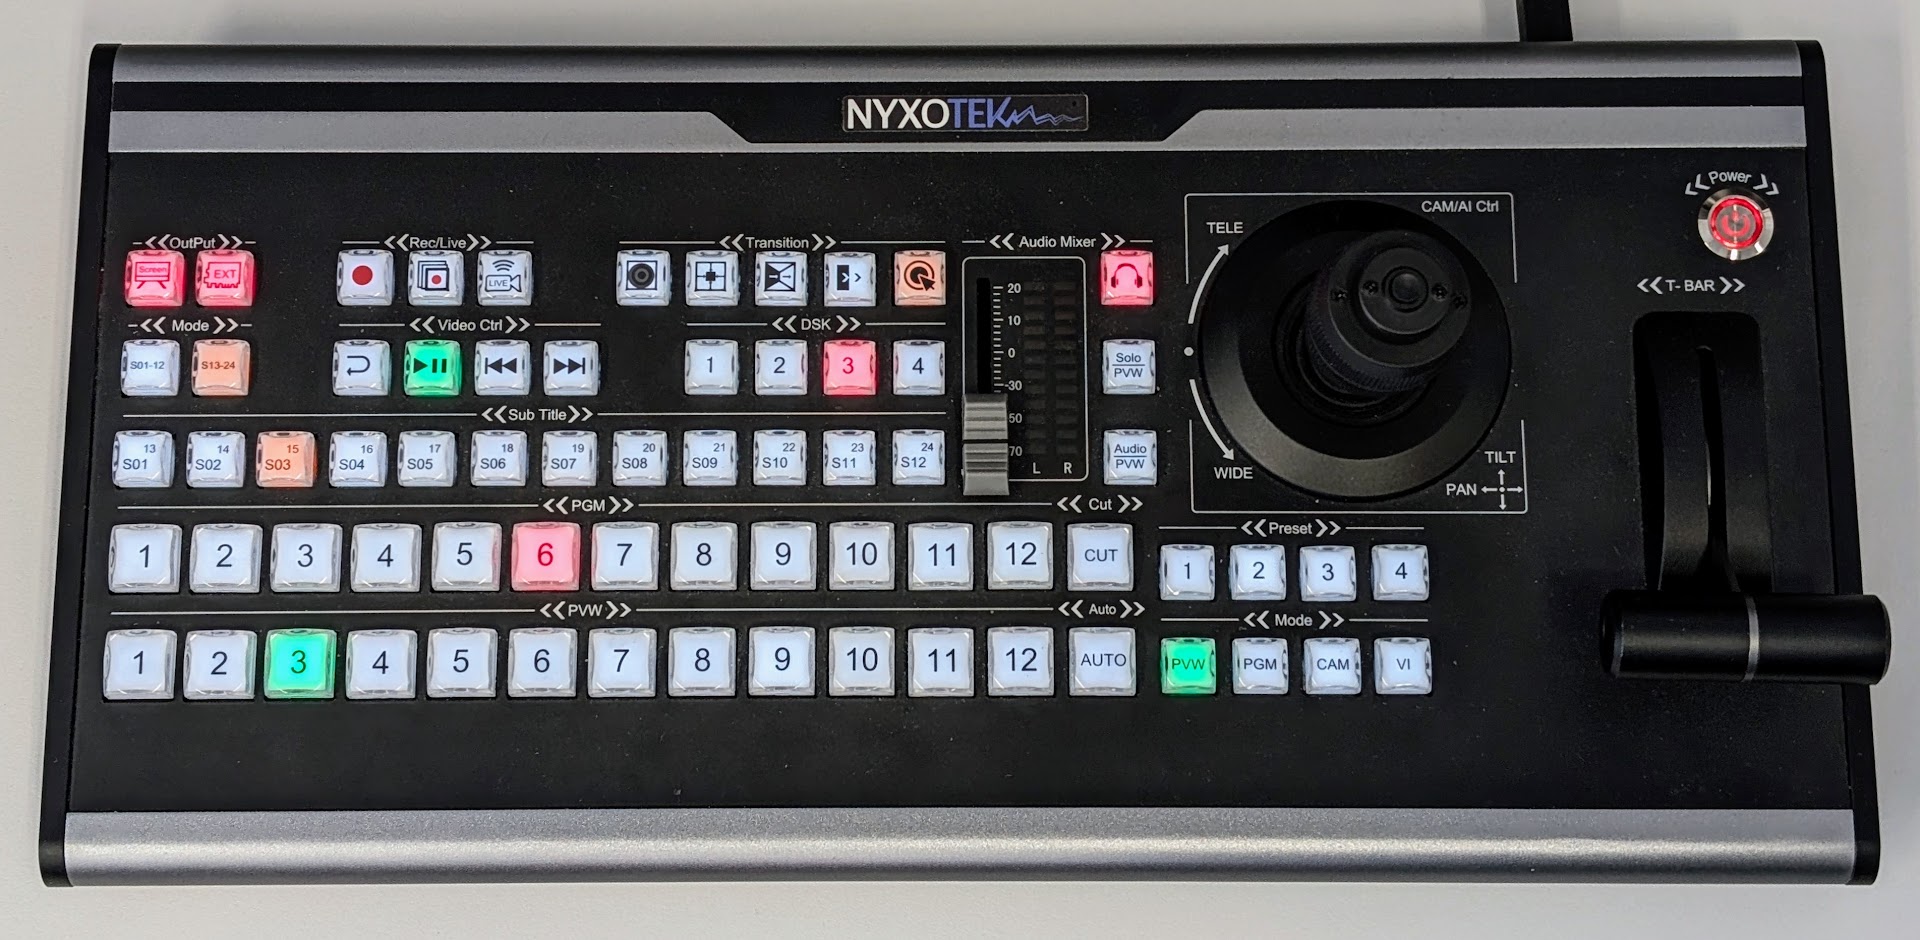 NYXOTEK
Power
CAM/AI Ctrl
TELE
OutPut
Rec/Live
Transition
Audio Mixer
Screen
EXT
LIVE
T- BAR
20
10
0
-30
50
70
L R
Mode
Video Ctrl
DSK
S01-12
S13-24
1
2
3
4
Solo
PVW
Sub Title
13
S01
14
S02
15
S03
16
S04
17
S05
18
S06
19
S07
20
S08
21
S09
22
S10
23
S11
24
S12
Audio
PVW
WIDE
TILT
PAN
PGM
Cut
1 2 3 4 5 6 7 8 9 10 11 12 CUT
Preset
1 2 3 4
PVW
Auto
Mode
1 2 3 4 5 6 7 8 9 10 11 12 AUTO
PVW PGM CAM VI